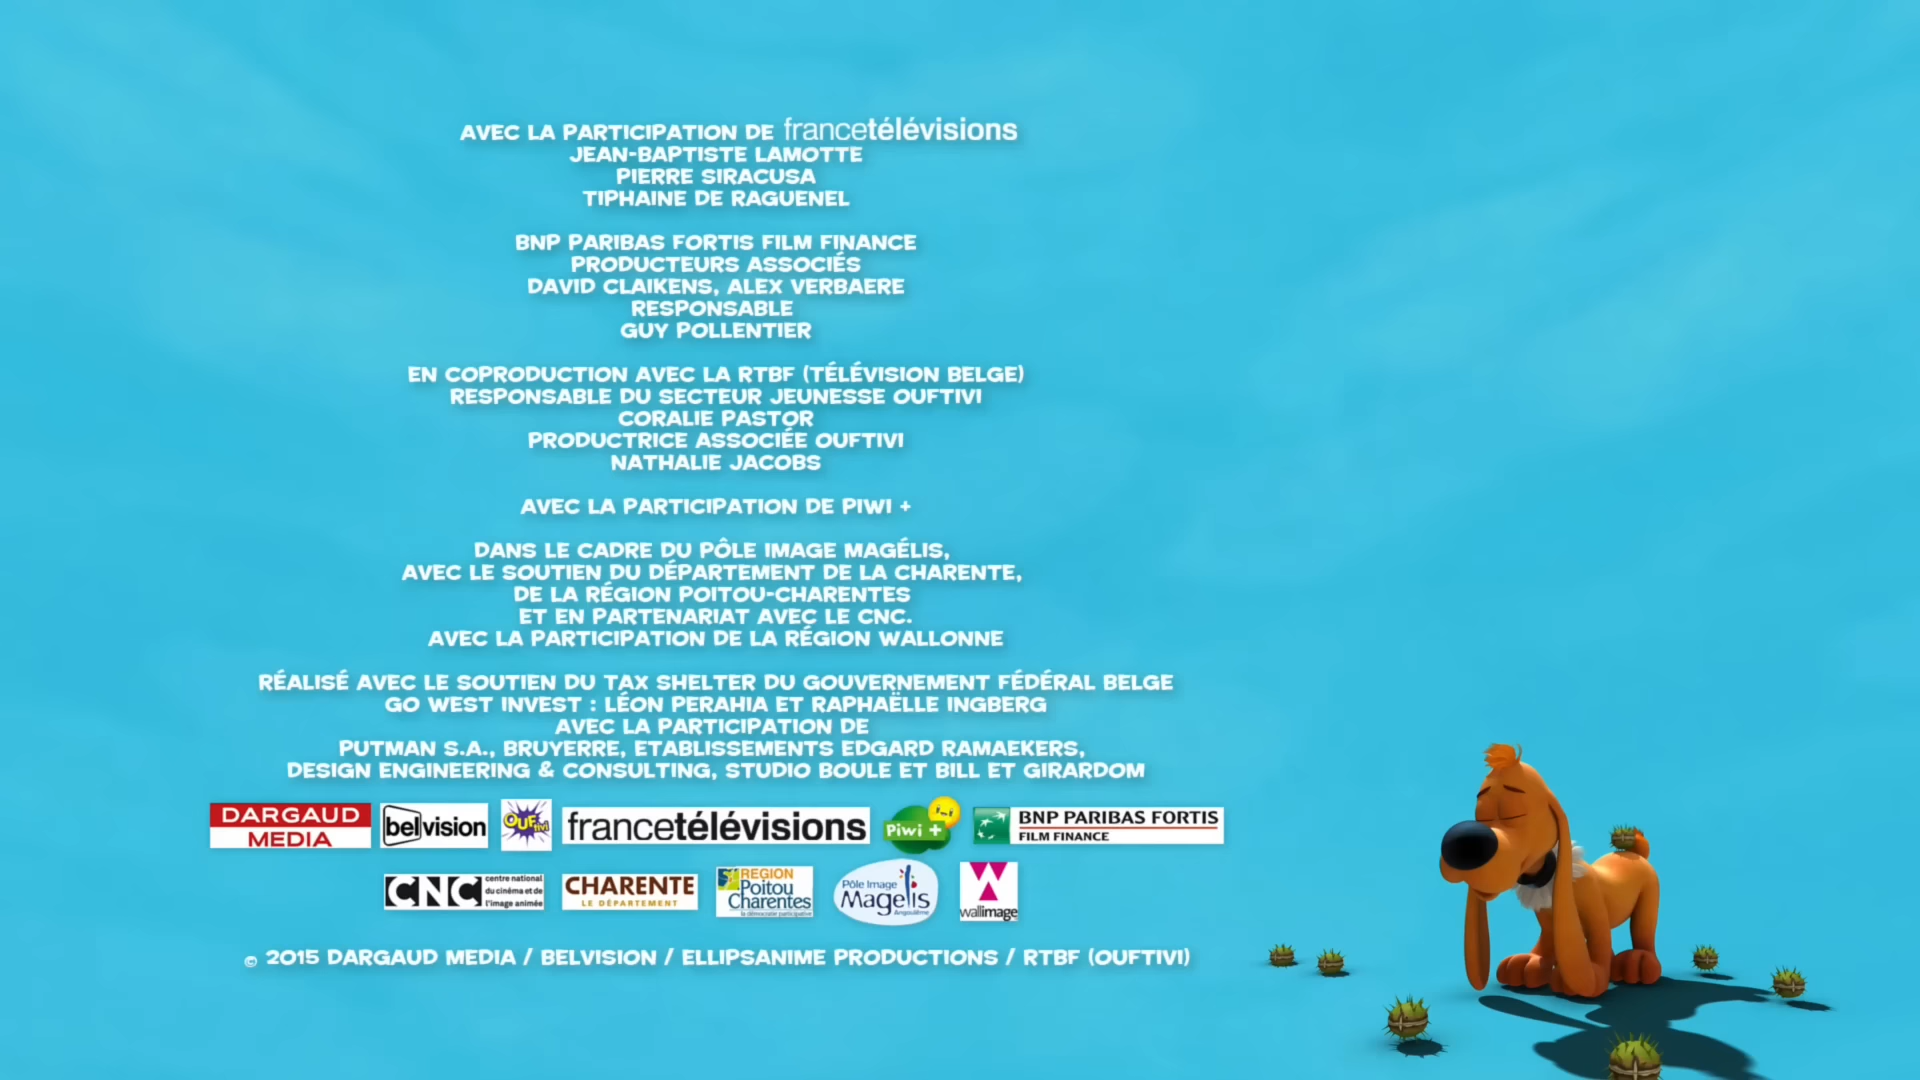 AVEC LA PARTICIPATION DE francetélévisions
JEAN-BAPTISTE LAMOTTE
PIERRE SIRACUSA
TIPHAINE DE RAGUENEL
BNP PARIBAS FORTIS FILM FINANCE
PRODUCTEURS ASSOCIÉS
DAVID CLAIKENS, ALEX VERBAERE
RESPONSABLE
GUY POLLENTIER
EN COPRODUCTION AVEC LA RTBF (TÉLÉVISION BELGE)
RESPONSABLE DU SECTEUR JEUNESSE OUFTIVI
CORALIE PASTOR
PRODUCTRICE ASSOCIÉE OUFTIVI
NATHALIE JACOBS
AVEC LA PARTICIPATION DE PIWI +
DANS LE CADRE DU PÔLE IMAGE MAGÉLIS,
AVEC LE SOUTIEN DU DÉPARTEMENT DE LA CHARENTE,
DE LA RÉGION POITOU-CHARENTES
ET EN PARTENARIAT AVEC LE CNC.
AVEC LA PARTICIPATION DE LA RÉGION WALLONNE
RÉALISÉ AVEC LE SOUTIEN DU TAX SHELTER DU GOUVERNEMENT FÉDÉRAL BELGE
GO WEST INVEST : LÉON PERAHIA ET RAPHAËLLE INGBERG
AVEC LA PARTICIPATION DE
PUTMAN S.A., BRUYERRE, ETABLISSEMENTS EDGARD RAMAEKERS,
DESIGN ENGINEERING & CONSULTING, STUDIO BOULE ET BILL ET GIRARDOM
DARGAUD
MEDIA
belvision
OUFtivi
francetélévisions
Piwi +
BNP PARIBAS FORTIS
FILM FINANCE
CNC
centre national
du cinéma et de
l'image animée
CHARENTE
LE DÉPARTEMENT
REGION
Poitou
Charentes
la démocratie participative
Pôle Image
Magelis
Angoulême
wallimage
© 2015 DARGAUD MEDIA / BELVISION / ELLIPSANIME PRODUCTIONS / RTBF (OUFTIVI)